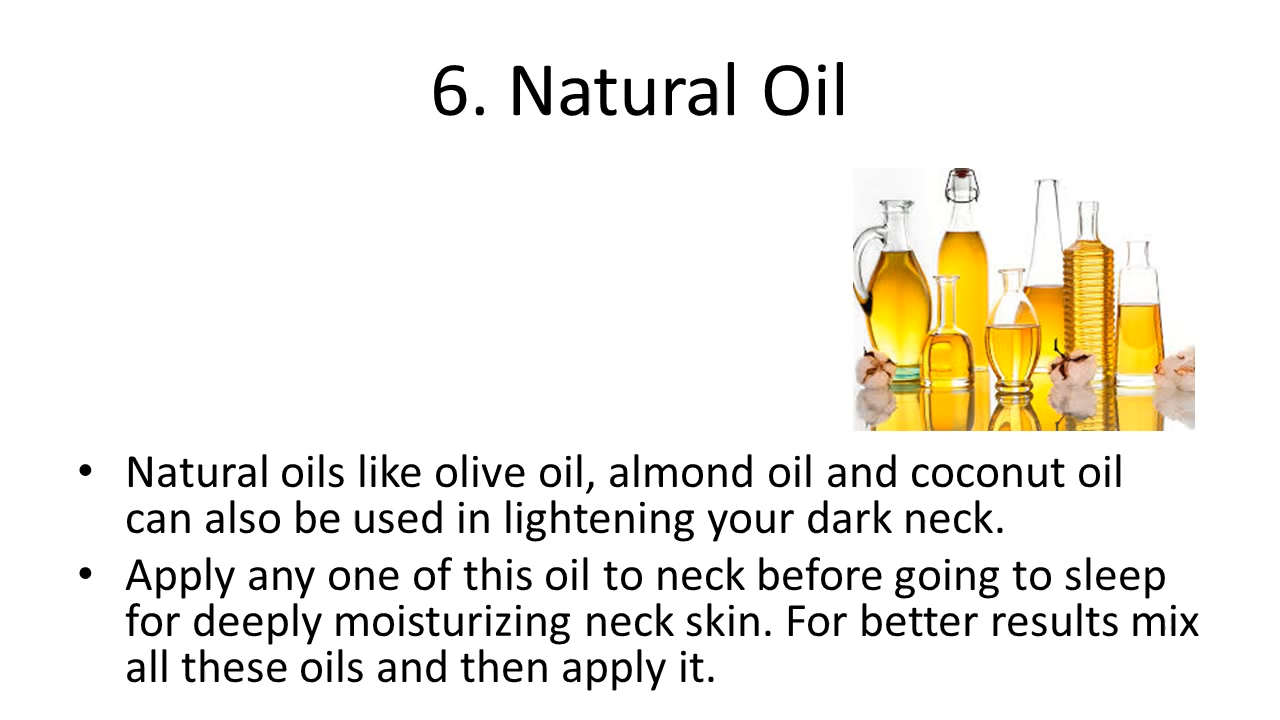 6. Natural Oil
• Natural oils like olive oil, almond oil and coconut oil
can also be used in lightening your dark neck.
• Apply any one of this oil to neck before going to sleep
for deeply moisturizing neck skin. For better results mix
all these oils and then apply it.